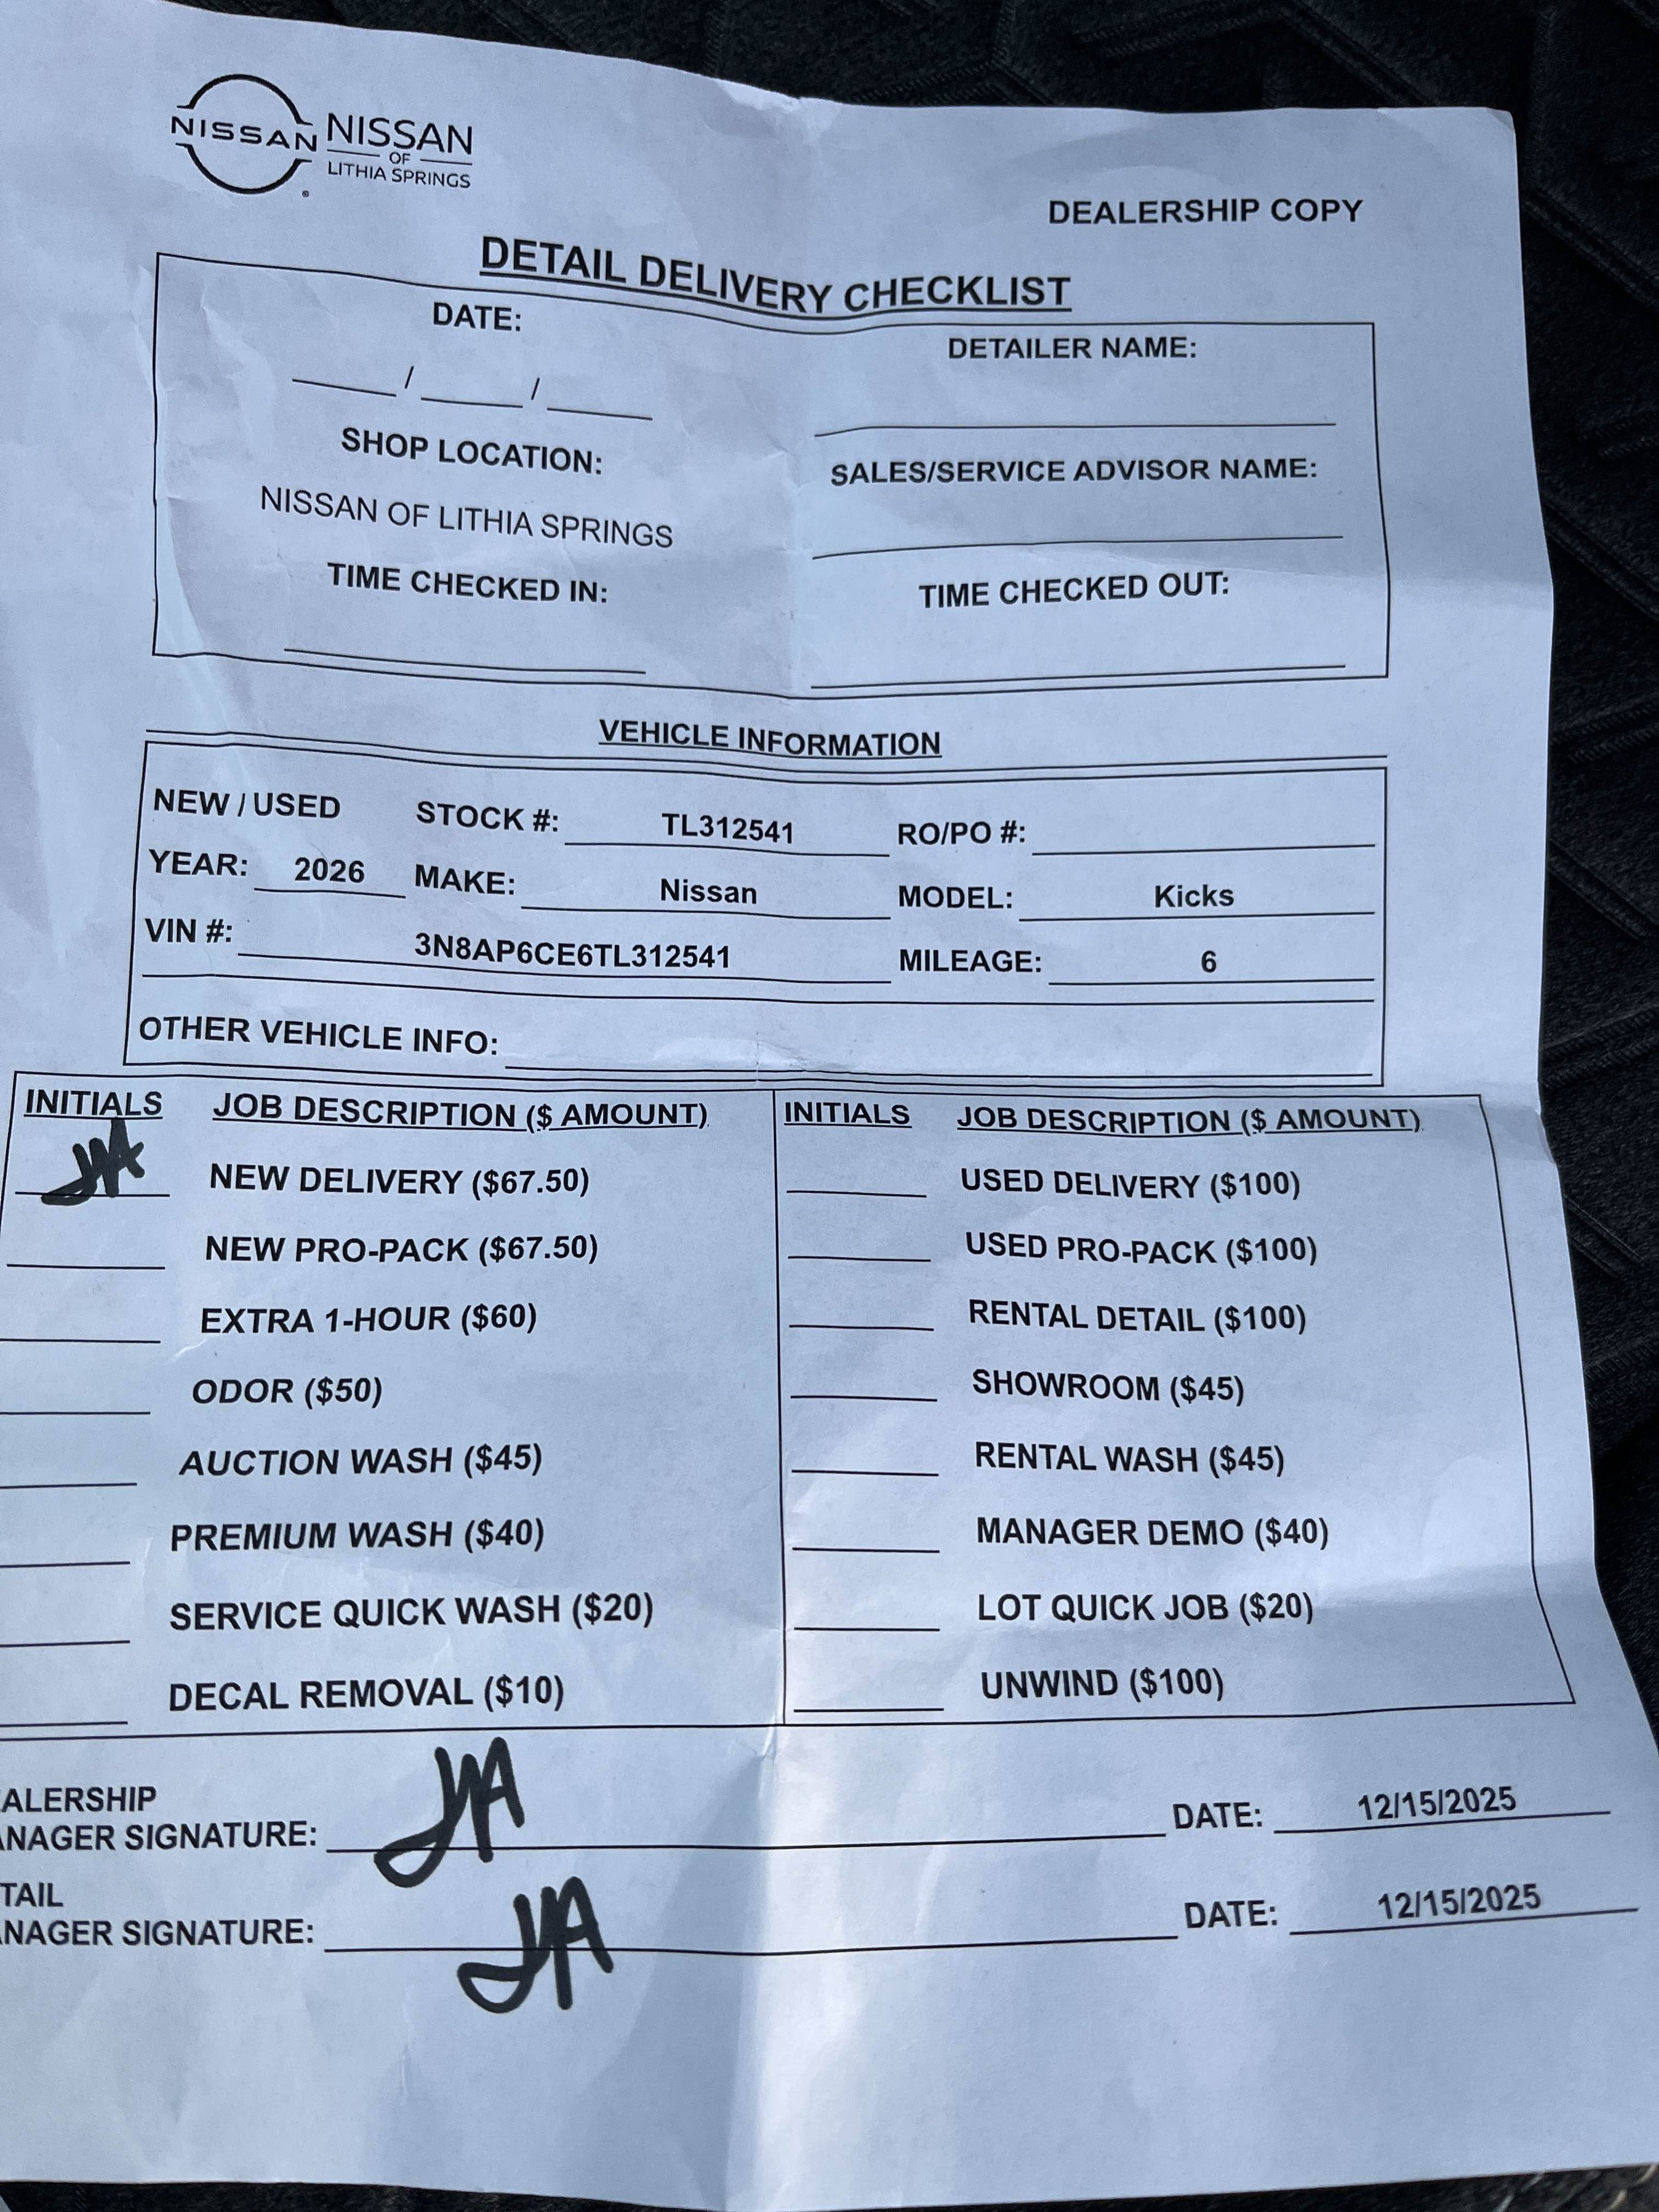 NISSAN NISSAN
OF
LITHIA SPRINGS
®
DEALERSHIP COPY
DETAIL DELIVERY CHECKLIST
DATE:
DETAILER NAME:
____/____/____
SHOP LOCATION:
SALES/SERVICE ADVISOR NAME:
NISSAN OF LITHIA SPRINGS
TIME CHECKED IN:
TIME CHECKED OUT:
VEHICLE INFORMATION
NEW / USED STOCK #: TL312541 RO/PO #:
YEAR: 2026 MAKE: Nissan MODEL: Kicks
VIN #: 3N8AP6CE6TL312541 MILEAGE: 6
OTHER VEHICLE INFO:
INITIALS JOB DESCRIPTION ($ AMOUNT) INITIALS JOB DESCRIPTION ($ AMOUNT)
NEW DELIVERY ($67.50) USED DELIVERY ($100)
NEW PRO-PACK ($67.50) USED PRO-PACK ($100)
EXTRA 1-HOUR ($60) RENTAL DETAIL ($100)
ODOR ($50) SHOWROOM ($45)
AUCTION WASH ($45) RENTAL WASH ($45)
PREMIUM WASH ($40) MANAGER DEMO ($40)
SERVICE QUICK WASH ($20) LOT QUICK JOB ($20)
DECAL REMOVAL ($10) UNWIND ($100)
ALERSHIP
NAGER SIGNATURE: DATE: 12/15/2025
TAIL
NAGER SIGNATURE: DATE: 12/15/2025